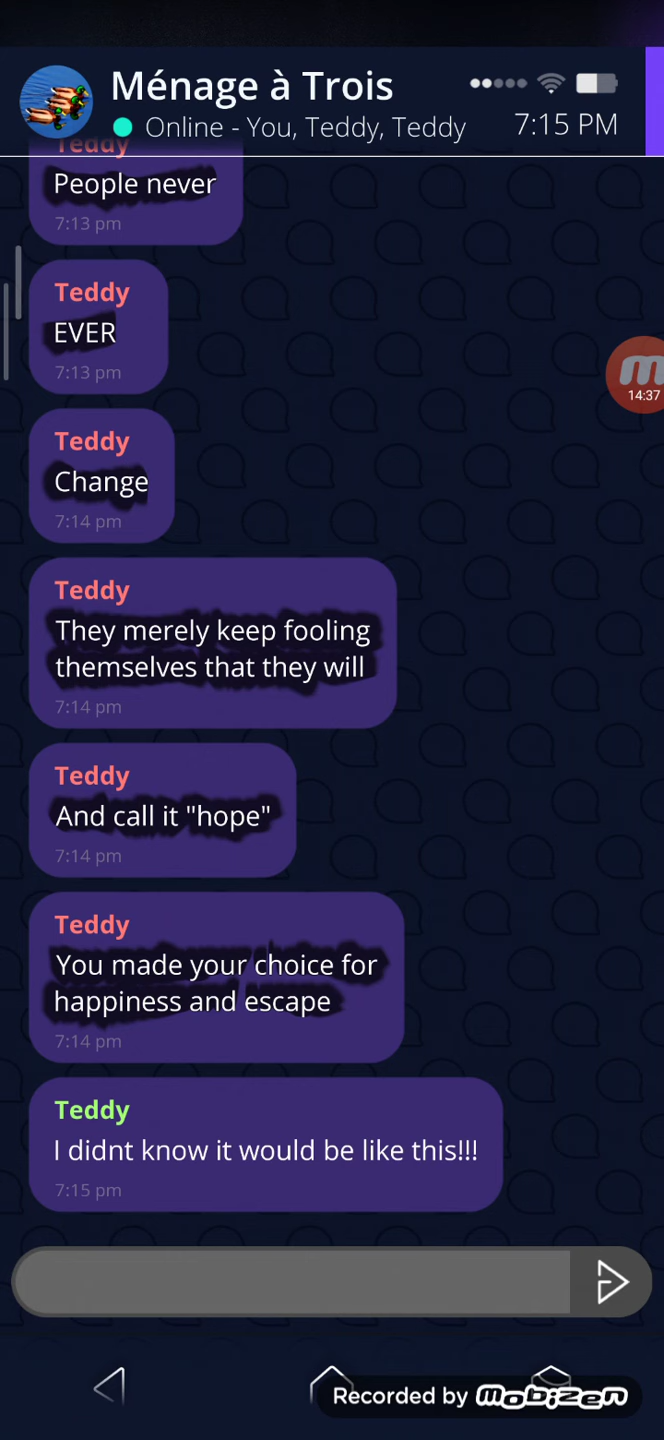 Ménage à Trois
Online - You, Teddy, Teddy
7:15 PM
Teddy
People never
7:13 pm
Teddy
EVER
7:13 pm
14:37
Teddy
Change
7:14 pm
Teddy
They merely keep fooling
themselves that they will
7:14 pm
Teddy
And call it "hope"
7:14 pm
Teddy
You made your choice for
happiness and escape
7:14 pm
Teddy
I didnt know it would be like this!!!
7:15 pm
Recorded by mobizen